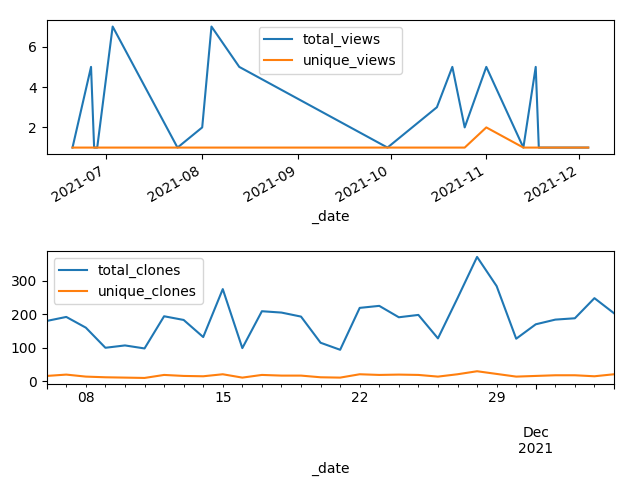 6
4
2
total_views
unique_views
2021-07
2021-08
2021-09
2021-10
2021-11
2021-12
_date
300
200
100
0
total_clones
unique_clones
08
15
22
29
Dec
2021
_date